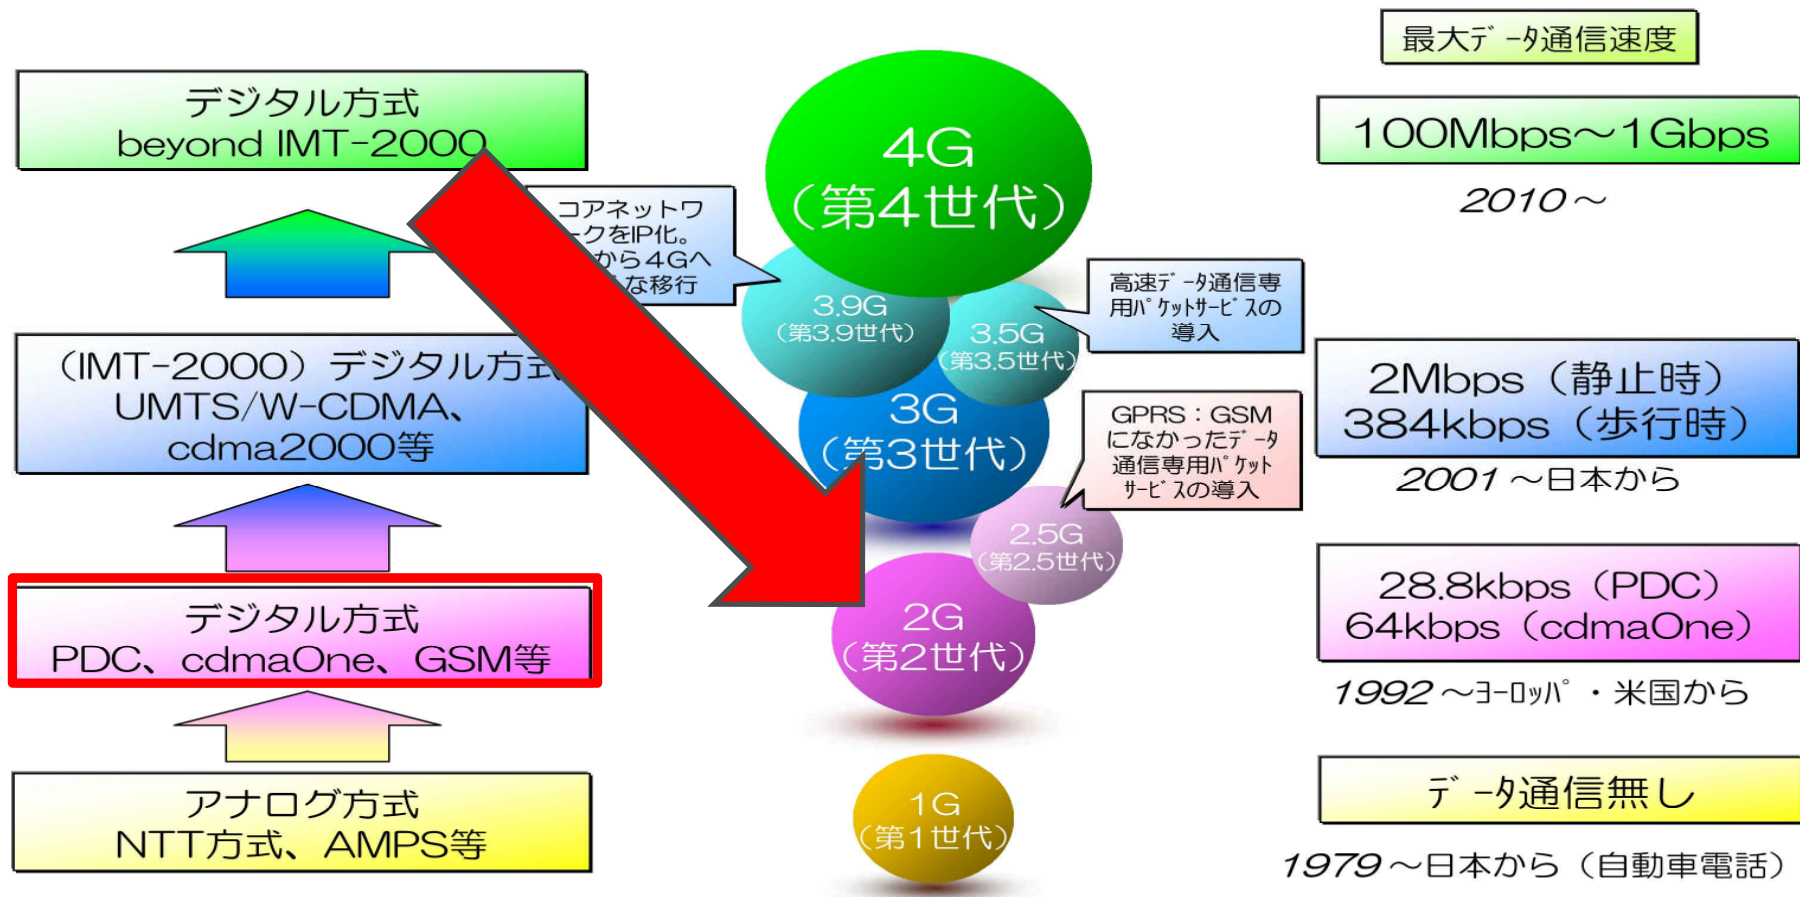 最大データ通信速度
デジタル方式
beyond IMT-2000
4G
（第4世代）
100Mbps～1Gbps
2010～
コアネットワ
ークをIP化。
から4Gへ
な移行
3.9G
（第3.9世代）
3.5G
（第3.5世代）
高速データ通信専
用パケットサービスの
導入
（IMT-2000）デジタル方式
UMTS/W-CDMA、
cdma2000等
3G
（第3世代）
2Mbps（静止時）
384kbps（歩行時）
2001～日本から
GPRS：GSM
になかったデータ
通信専用パケット
サービスの導入
2.5G
（第2.5世代）
デジタル方式
PDC、cdmaOne、GSM等
2G
（第2世代）
28.8kbps（PDC）
64kbps（cdmaOne）
1992～ヨーロッパ・米国から
アナログ方式
NTT方式、AMPS等
1G
（第1世代）
データ通信無し
1979～日本から（自動車電話）